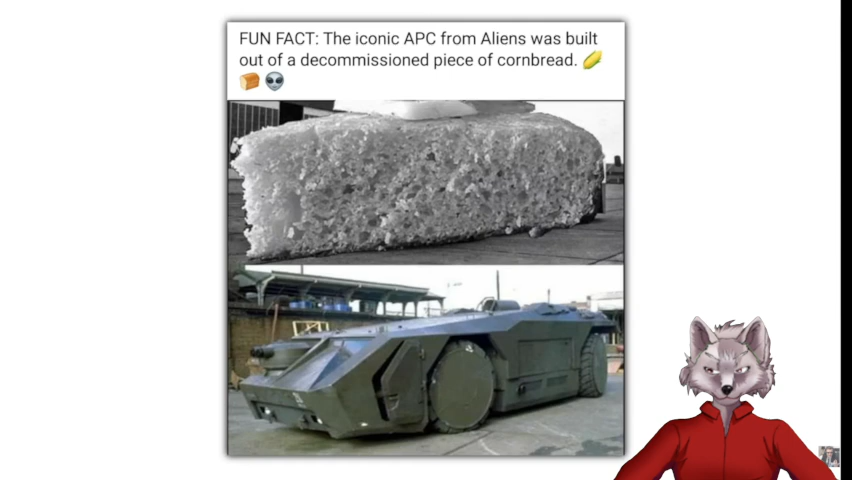 FUN FACT: The iconic APC from Aliens was built
out of a decommissioned piece of cornbread. 🌽
🍞 👽